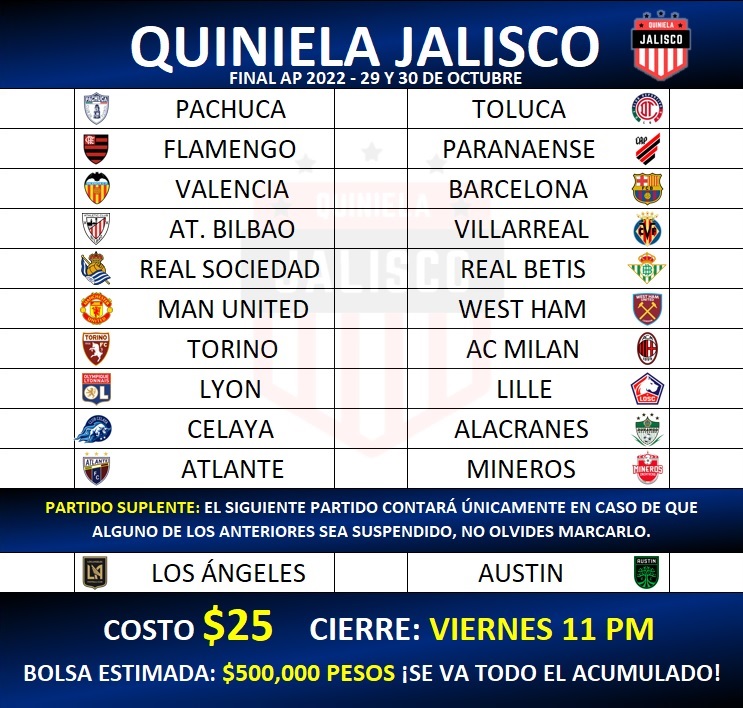 QUINIELA JALISCO
QUINIELA
JALISCO
FINAL AP 2022 - 29 Y 30 DE OCTUBRE
PACHUCA TOLUCA
FLAMENGO PARANAENSE
VALENCIA BARCELONA
AT. BILBAO VILLARREAL
REAL SOCIEDAD REAL BETIS
MAN UNITED WEST HAM
TORINO AC MILAN
LYON LILLE
CELAYA ALACRANES
ATLANTE MINEROS
QUINIELA
JALISCO
PARTIDO SUPLENTE: EL SIGUIENTE PARTIDO CONTARÁ ÚNICAMENTE EN CASO DE QUE
ALGUNO DE LOS ANTERIORES SEA SUSPENDIDO, NO OLVIDES MARCARLO.
LOS ÁNGELES AUSTIN
COSTO $25 CIERRE: VIERNES 11 PM
BOLSA ESTIMADA: $500,000 PESOS ¡SE VA TODO EL ACUMULADO!